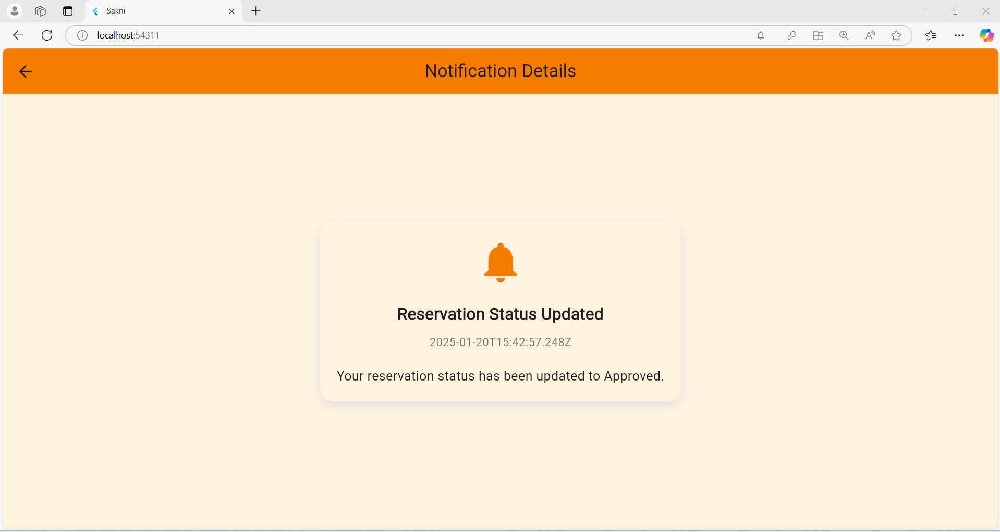 Sakni
localhost:54311
Notification Details
Reservation Status Updated
2025-01-20T15:42:57.248Z
Your reservation status has been updated to Approved.